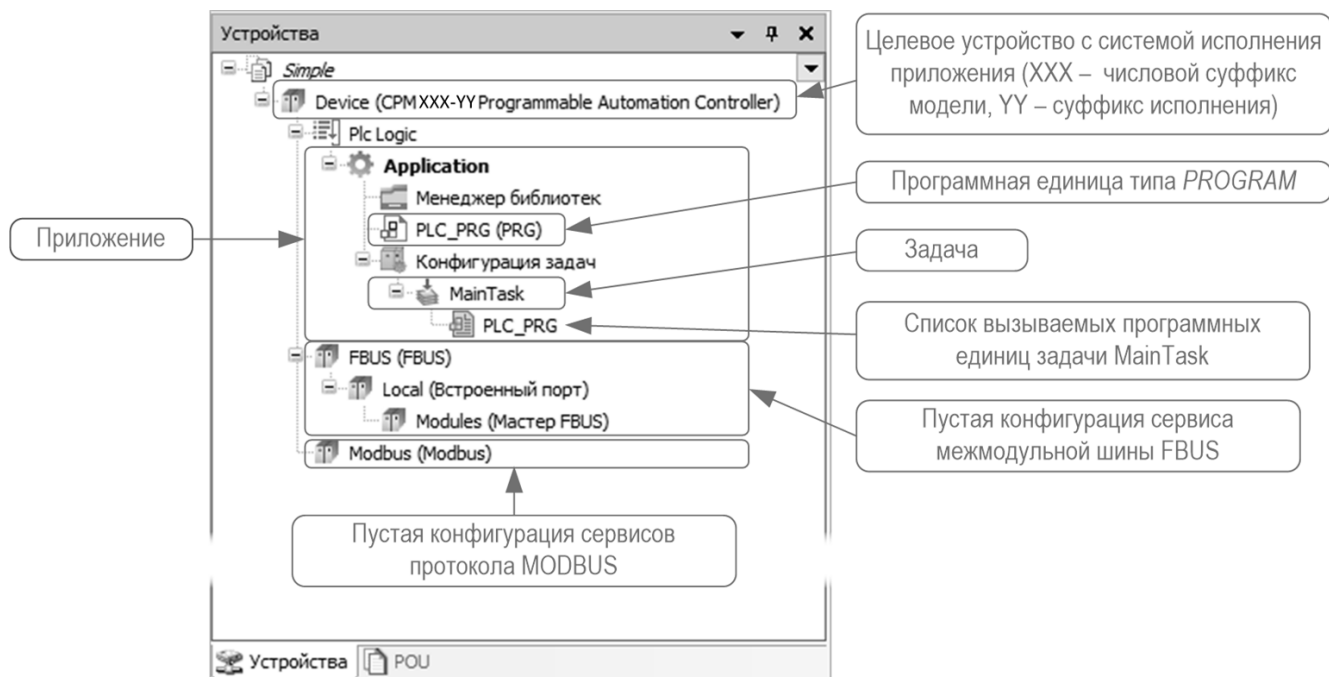 Устройства
Simple
Device (CPM XXX-YY Programmable Automation Controller)
Plc Logic
Application
Менеджер библиотек
PLC_PRG (PRG)
Конфигурация задач
MainTask
PLC_PRG
FBUS (FBUS)
Local (Встроенный порт)
Modules (Мастер FBUS)
Modbus (Modbus)
Устройства
POU
Приложение
Целевое устройство с системой исполнения
приложения (XXX – числовой суффикс
модели, YY – суффикс исполнения)
Программная единица типа PROGRAM
Задача
Список вызываемых программных
единиц задачи MainTask
Пустая конфигурация сервиса
межмодульной шины FBUS
Пустая конфигурация сервисов
протокола MODBUS